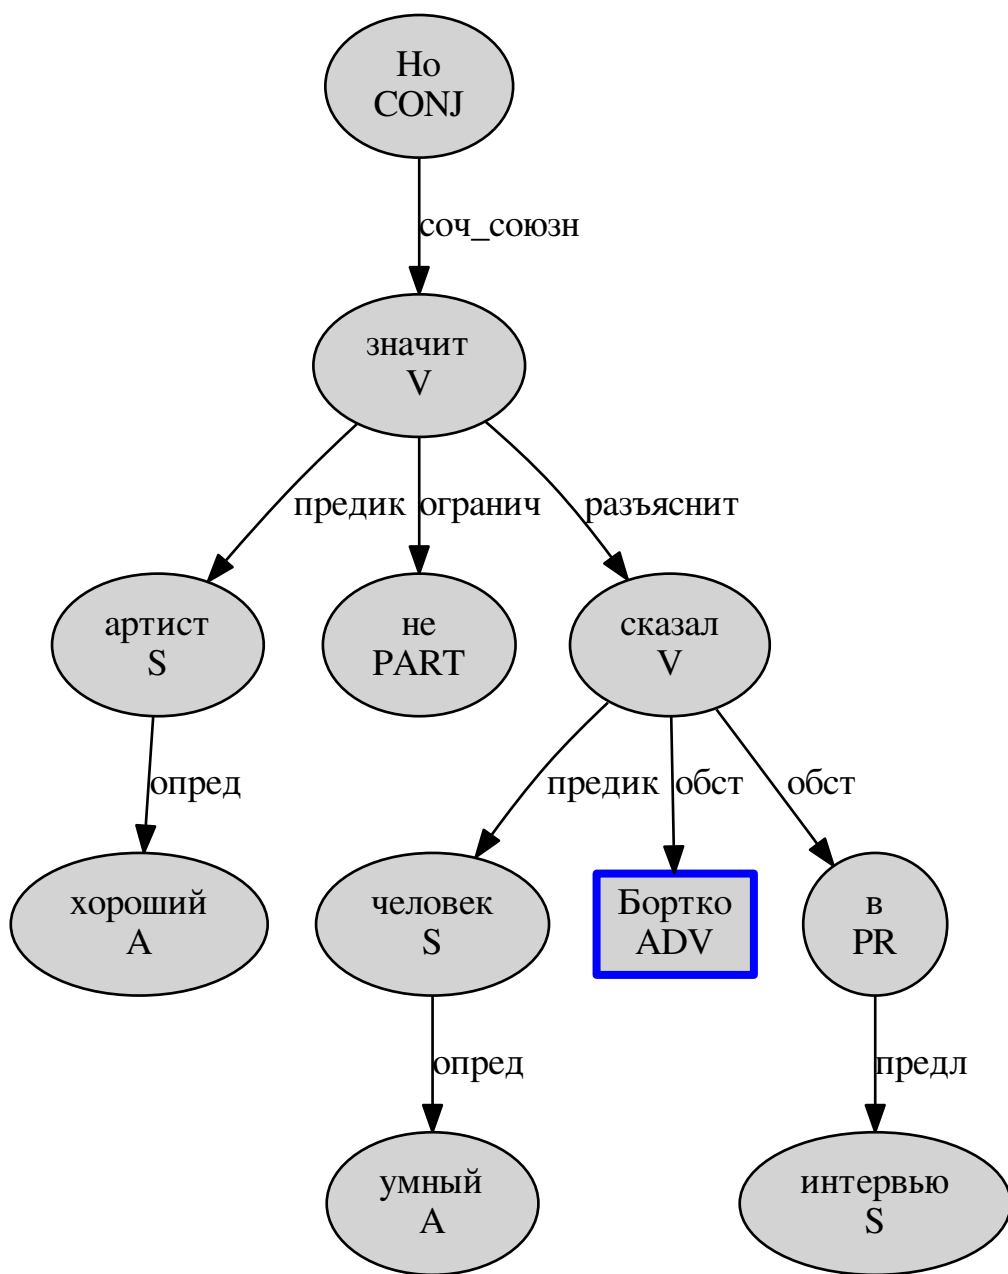 Но
CONJ
соч_союзн
значит
V
предик
огранич
разъяснит
артист
S
не
PART
сказал
V
опред
предик
обст
обст
хороший
A
человек
S
Бортко
ADV
в
PR
опред
предл
умный
A
интервью
S